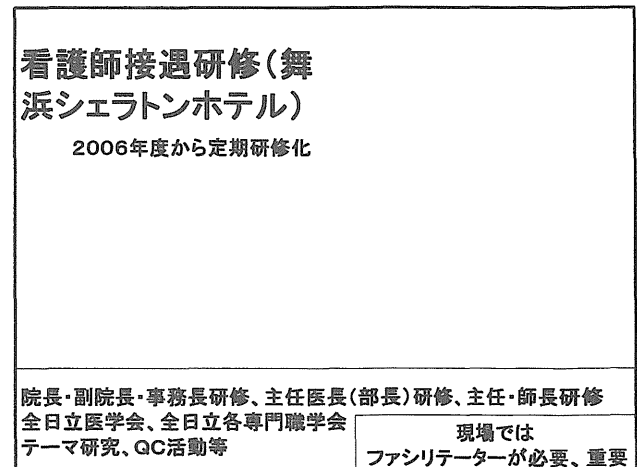 看護師接遇研修(舞
浜シェラトンホテル)
2006年度から定期研修化
院長・副院長・事務長研修、主任医長(部長)研修、主任・師長研修
全日立医学会、全日立各専門職学会
テーマ研究、QC活動等
現場では
ファシリテーターが必要、重要